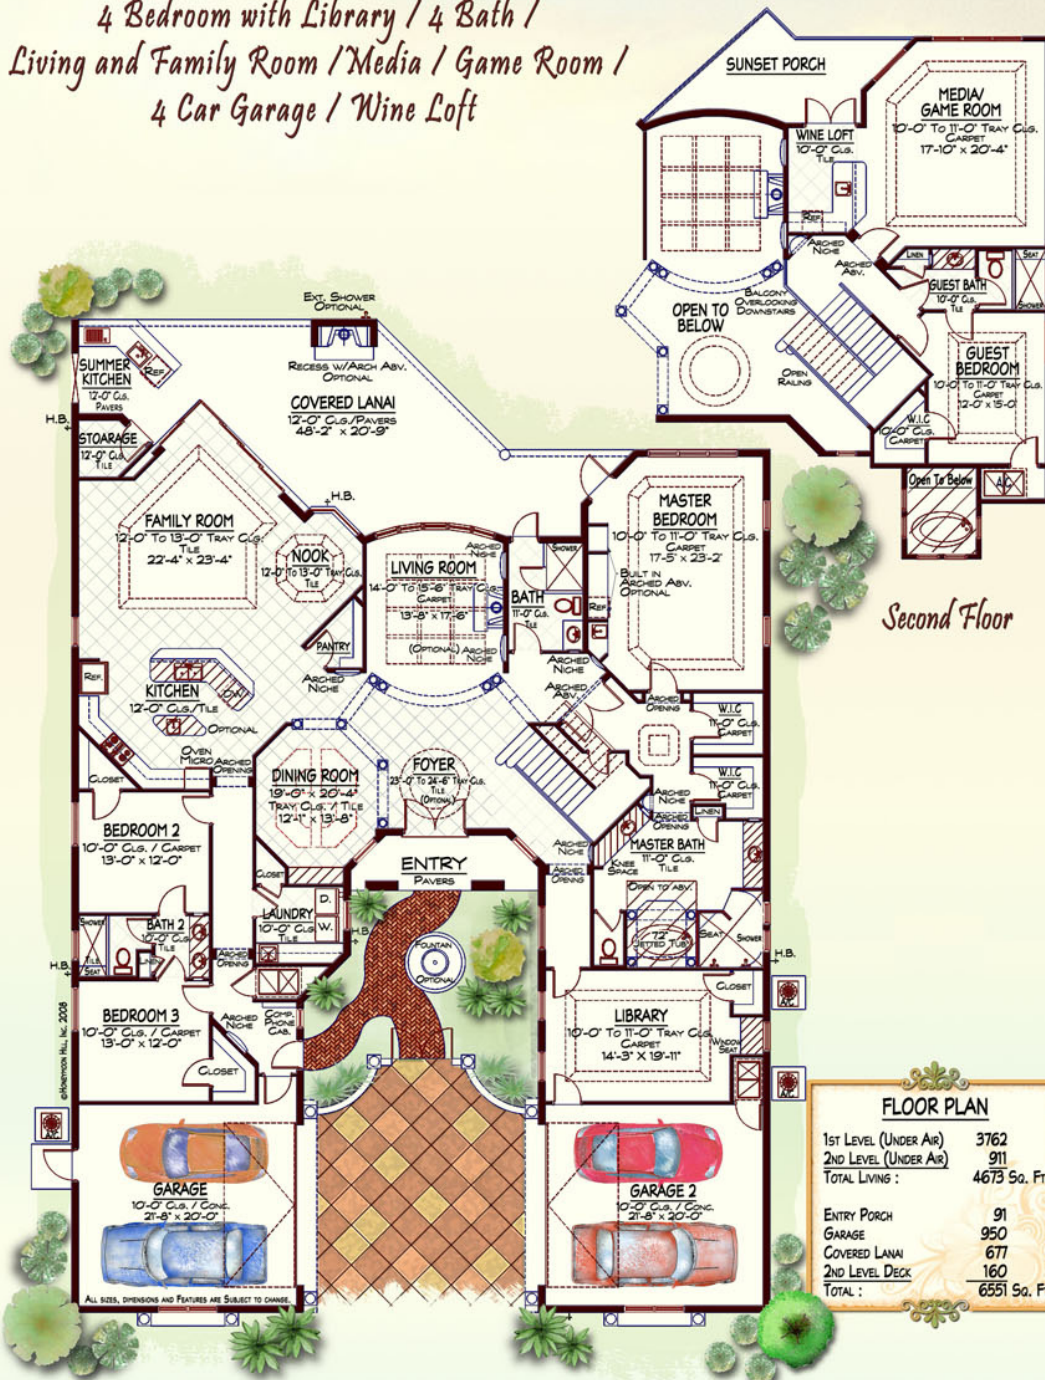 4 Bedroom with Library / 4 Bath /
Living and Family Room / Media / Game Room /
4 Car Garage / Wine Loft
SUNSET PORCH
MEDIA/
GAME ROOM
10'-0" To 11'-0" TRAY CLG.
CARPET
17'-10" x 20'-4"
WINE LOFT
10'-0" CLG.
TILE
REF.
ARCHED
NICHE
ARCHED
ABV.
LINEN
SEAT
SHOWER
GUEST BATH
10'-0" CLG.
TILE
BALCONY
OVERLOOKING
DOWNSTAIRS
OPEN TO
BELOW
OPEN
RAILING
GUEST
BEDROOM
10'-0" To 11'-0" TRAY CLG.
CARPET
12'-0" x 15'-0"
W.I.C
10'-0" CLG.
CARPET
Open To Below
A/C
Second Floor
EXT. SHOWER
OPTIONAL
RECESS W/ARCH ABV.
OPTIONAL
SUMMER
KITCHEN
12'-0" CLG.
PAVERS
REF
COVERED LANAI
12'-0" CLG./PAVERS
48'-2" x 20'-9"
H.B.
STOARAGE
12'-0" CLG
TILE
H.B.
FAMILY ROOM
12'-0" To 13'-0" TRAY CLG.
TILE
22'-4" x 23'-4"
NOOK
12'-0" To 13'-0" TRAY CLG.
TILE
LIVING ROOM
14'-0" To 15'-6" TRAY CLG.
CARPET
13'-8" x 17'-6"
(OPTIONAL)
ARCHED
NICHE
ARCHED
NICHE
SHOWER
BATH
11'-0" CLG.
TILE
MASTER
BEDROOM
10'-0" To 11'-0" TRAY CLG.
CARPET
17'-5" x 23'-2"
BUILT IN
ARCHED ABV.
OPTIONAL
REF
PANTRY
ARCHED
NICHE
ARCHED
NICHE
ARCHED
ABV.
REF.
KITCHEN
12'-0" CLG./TILE
DW
OPTIONAL
OVEN
MICRO
ARCHED
OPENING
CLOSET
DINING ROOM
19'-0" x 20'-4"
TRAY CLG. / TILE
12'-1" x 13'-8"
FOYER
23'-0" To 24'-6" TRAY CLG.
TILE
(OPTIONAL)
ARCHED
OPENING
W.I.C
11'-0" CLG.
CARPET
W.I.C
11'-0" CLG.
CARPET
ARCHED
NICHE
LINEN
ARCHED
OPENING
BEDROOM 2
10'-0" CLG. / CARPET
13'-0" x 12'-0"
ENTRY
PAVERS
ARCHED
NICHE
ARCHED
OPENING
KNEE
SPACE
MASTER BATH
11'-0" CLG.
TILE
OPEN TO ABV.
72"
JETTED TUB
SEAT
SHOWER
H.B.
CLOSET
LAUNDRY
10'-0" CLG.
TILE
D.
W.
H.B.
SHOWER
TILE
SEAT
BATH 2
10'-0" CLG.
TILE
LINEN
H.B.
ARCHED
OPENING
FOUNTAIN
OPTIONAL
BEDROOM 3
10'-0" CLG. / CARPET
13'-0" x 12'-0"
ARCHED
NICHE
COMP.
PHONE
CAB.
CLOSET
LIBRARY
10'-0" To 11'-0" TRAY CLG.
CARPET
14'-3" X 19'-11"
CLOSET
WINDOW
SEAT
A/C
A/C
©HONEYMOON HILL, INC. 2008
A/C
GARAGE
10'-0" CLG. / CONC.
21'-8" x 20'-0"
GARAGE 2
10'-0" CLG. / CONC.
21'-8" x 20'-0"
ALL SIZES, DIMENSIONS AND FEATURES ARE SUBJECT TO CHANGE.
FLOOR PLAN
1ST LEVEL (UNDER AIR) 3762
2ND LEVEL (UNDER AIR) 911
TOTAL LIVING : 4673 SQ. FT
ENTRY PORCH 91
GARAGE 950
COVERED LANAI 677
2ND LEVEL DECK 160
TOTAL : 6551 SQ. F